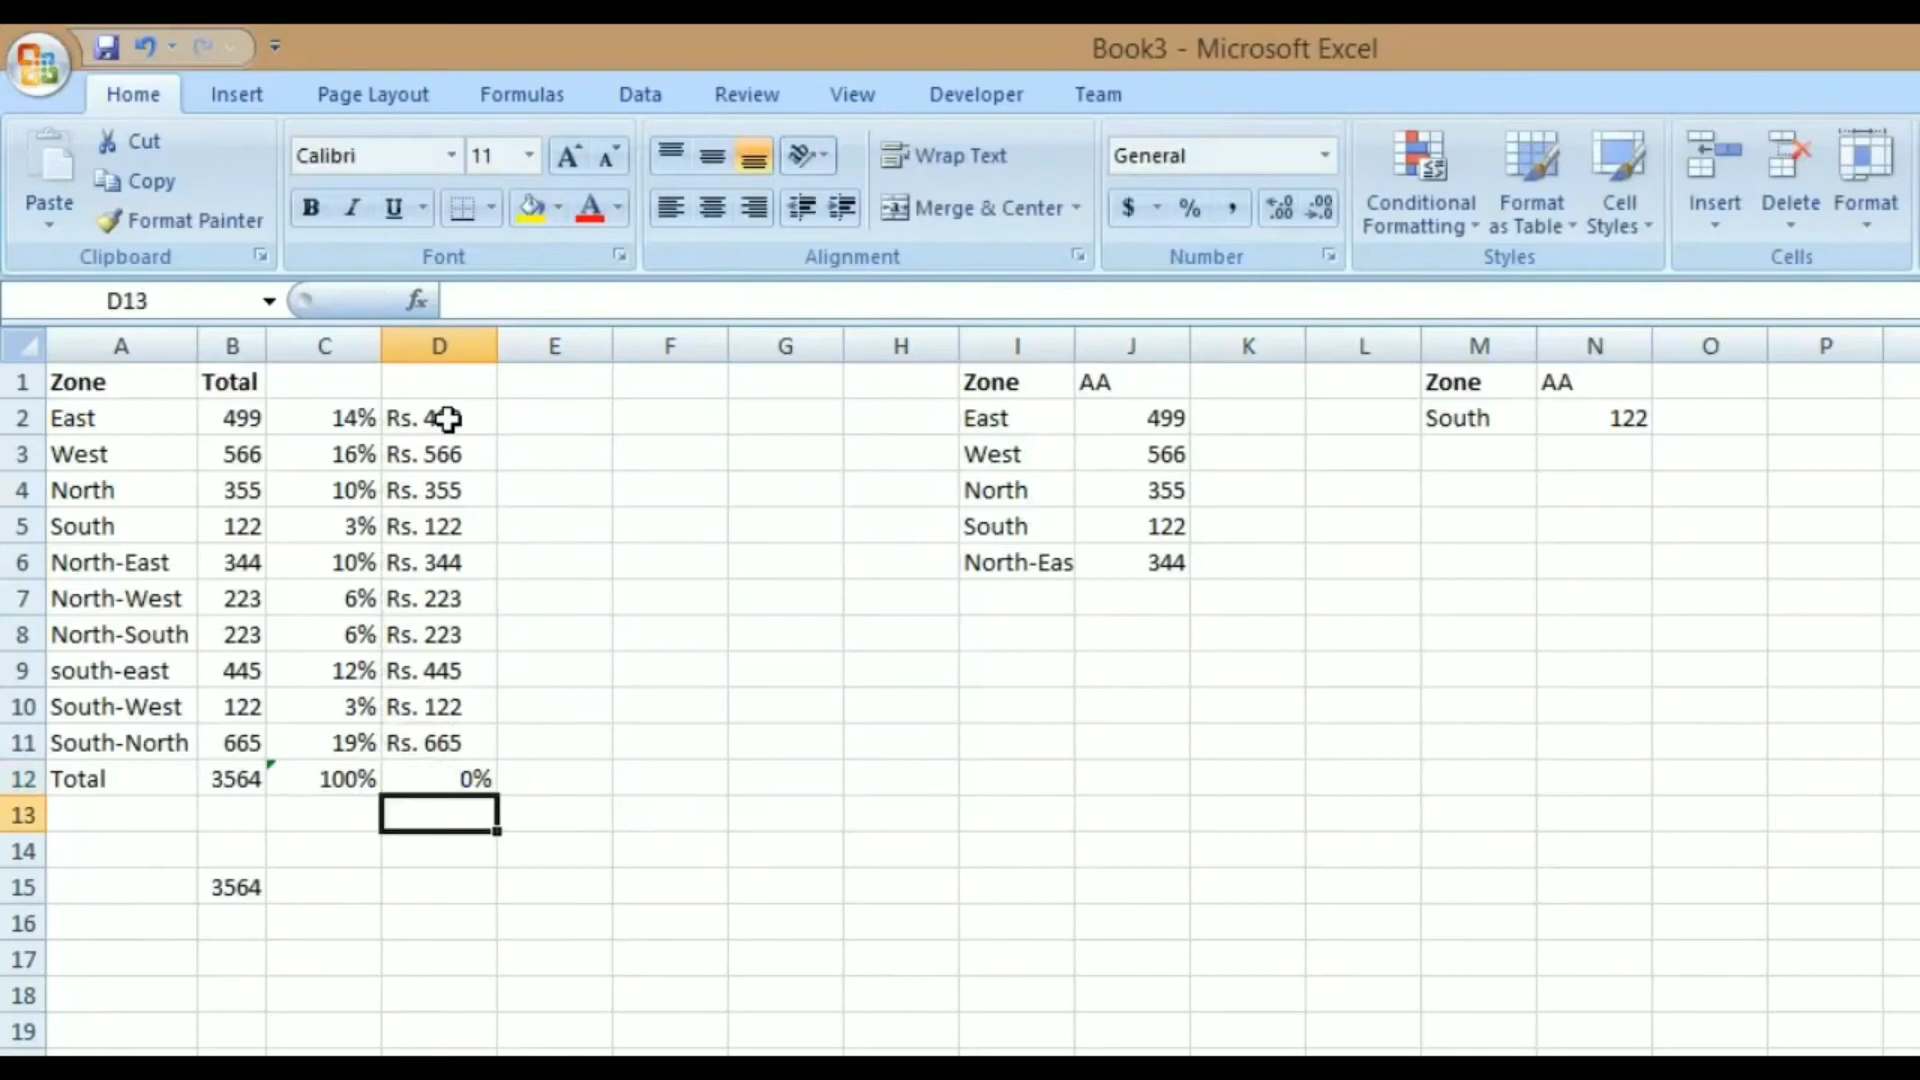 Book3 - Microsoft Excel
Home Insert Page Layout Formulas Data Review View Developer Team
Paste
Cut
Copy
Format Painter
Clipboard
Calibri 11
B I U
Font
Wrap Text
Merge & Center
Alignment
General
$ % ,
Number
Conditional Formatting
Format as Table
Cell Styles
Styles
Insert Delete Format
Cells
D13 fx
A B C D E F G H I J K L M N O P
1 Zone Total Zone AA Zone AA
2 East 499 14% Rs. East 499 South 122
3 West 566 16% Rs. 566 West 566
4 North 355 10% Rs. 355 North 355
5 South 122 3% Rs. 122 South 122
6 North-East 344 10% Rs. 344 North-Eas 344
7 North-West 223 6% Rs. 223
8 North-South 223 6% Rs. 223
9 south-east 445 12% Rs. 445
10 South-West 122 3% Rs. 122
11 South-North 665 19% Rs. 665
12 Total 3564 100% 0%
13
14
15 3564
16
17
18
19